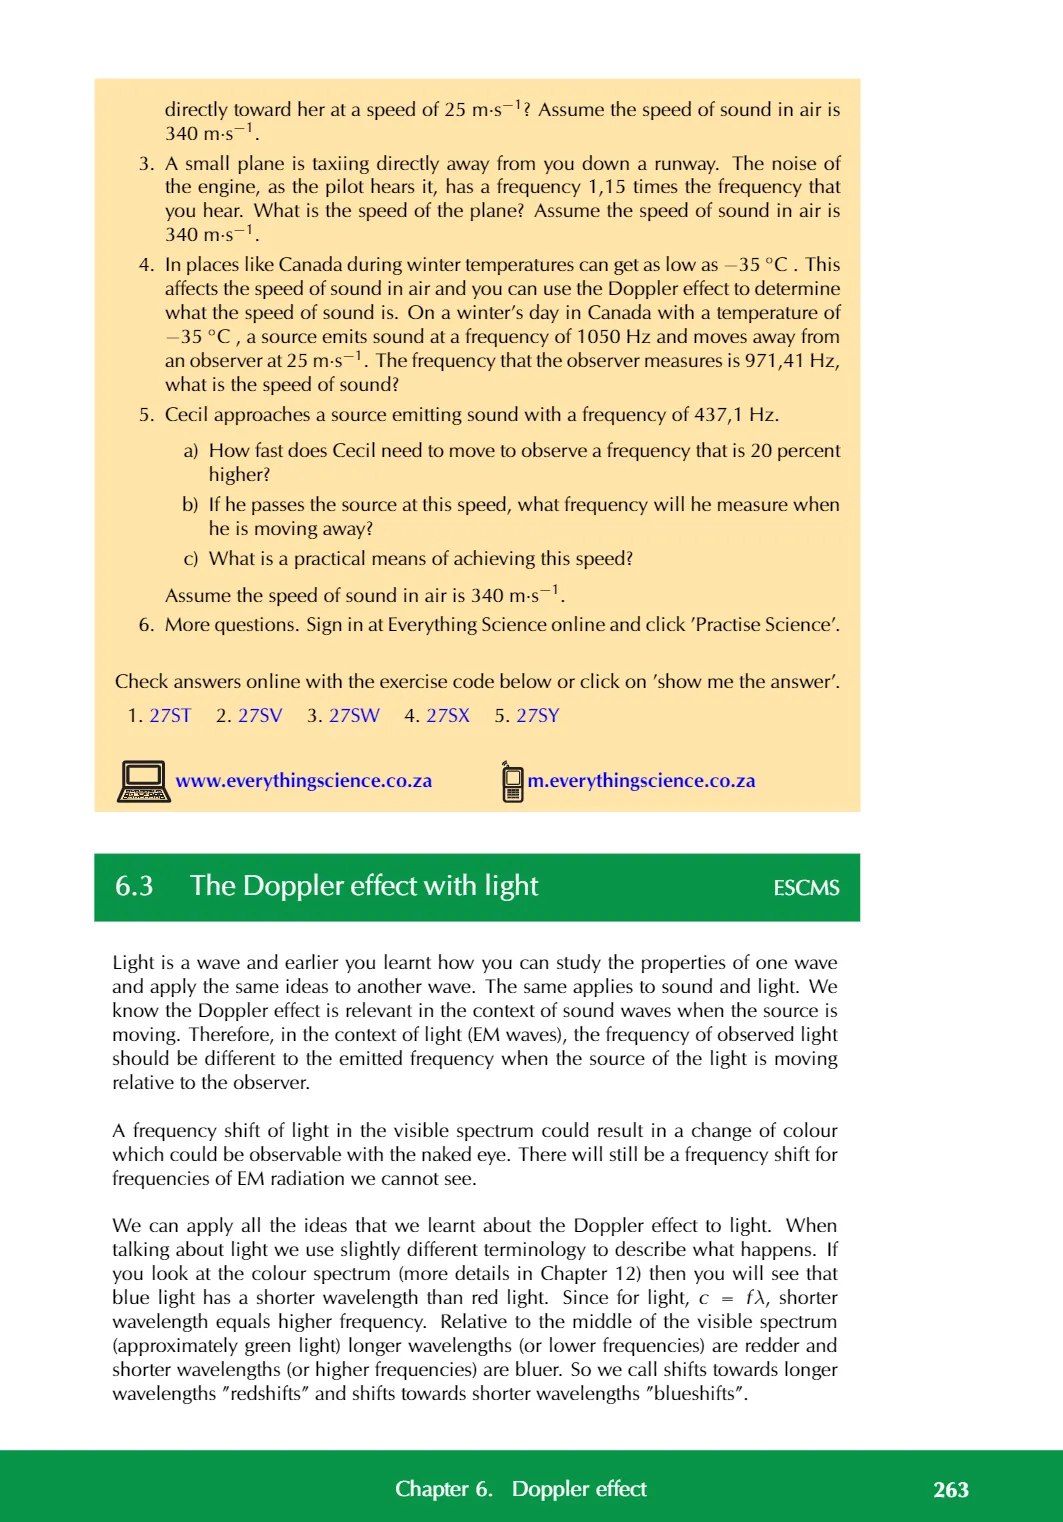 directly toward her at a speed of 25 m·s⁻¹? Assume the speed of sound in air is
340 m·s⁻¹.
3. A small plane is taxiing directly away from you down a runway. The noise of
the engine, as the pilot hears it, has a frequency 1,15 times the frequency that
you hear. What is the speed of the plane? Assume the speed of sound in air is
340 m·s⁻¹.
4. In places like Canada during winter temperatures can get as low as −35 °C . This
affects the speed of sound in air and you can use the Doppler effect to determine
what the speed of sound is. On a winter's day in Canada with a temperature of
−35 °C , a source emits sound at a frequency of 1050 Hz and moves away from
an observer at 25 m·s⁻¹. The frequency that the observer measures is 971,41 Hz,
what is the speed of sound?
5. Cecil approaches a source emitting sound with a frequency of 437,1 Hz.
a) How fast does Cecil need to move to observe a frequency that is 20 percent
higher?
b) If he passes the source at this speed, what frequency will he measure when
he is moving away?
c) What is a practical means of achieving this speed?
Assume the speed of sound in air is 340 m·s⁻¹.
6. More questions. Sign in at Everything Science online and click 'Practise Science'.
Check answers online with the exercise code below or click on 'show me the answer'.
1. 27ST 2. 27SV 3. 27SW 4. 27SX 5. 27SY
www.everythingscience.co.za m.everythingscience.co.za
6.3 The Doppler effect with light ESCMS
Light is a wave and earlier you learnt how you can study the properties of one wave
and apply the same ideas to another wave. The same applies to sound and light. We
know the Doppler effect is relevant in the context of sound waves when the source is
moving. Therefore, in the context of light (EM waves), the frequency of observed light
should be different to the emitted frequency when the source of the light is moving
relative to the observer.
A frequency shift of light in the visible spectrum could result in a change of colour
which could be observable with the naked eye. There will still be a frequency shift for
frequencies of EM radiation we cannot see.
We can apply all the ideas that we learnt about the Doppler effect to light. When
talking about light we use slightly different terminology to describe what happens. If
you look at the colour spectrum (more details in Chapter 12) then you will see that
blue light has a shorter wavelength than red light. Since for light, c = fλ, shorter
wavelength equals higher frequency. Relative to the middle of the visible spectrum
(approximately green light) longer wavelengths (or lower frequencies) are redder and
shorter wavelengths (or higher frequencies) are bluer. So we call shifts towards longer
wavelengths "redshifts" and shifts towards shorter wavelengths "blueshifts".
Chapter 6. Doppler effect 263